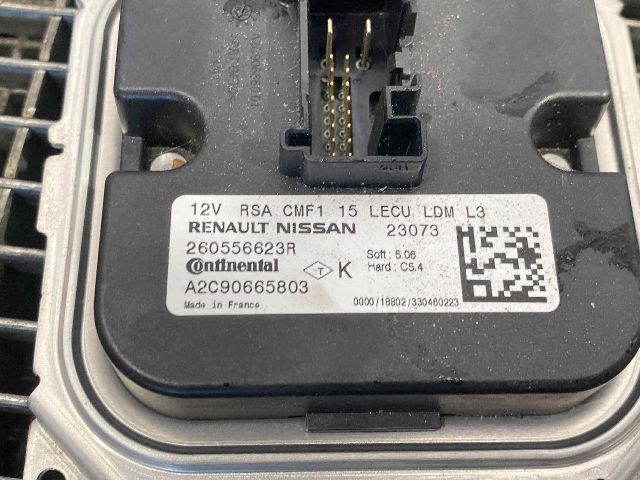 12V RSA CMF1 15 LECU LDM L3
RENAULT NISSAN 23073
260556623R Soft : 5.06
Continental T K Hard : C5.4
A2C90665803
Made in France 0000/18802/330460223